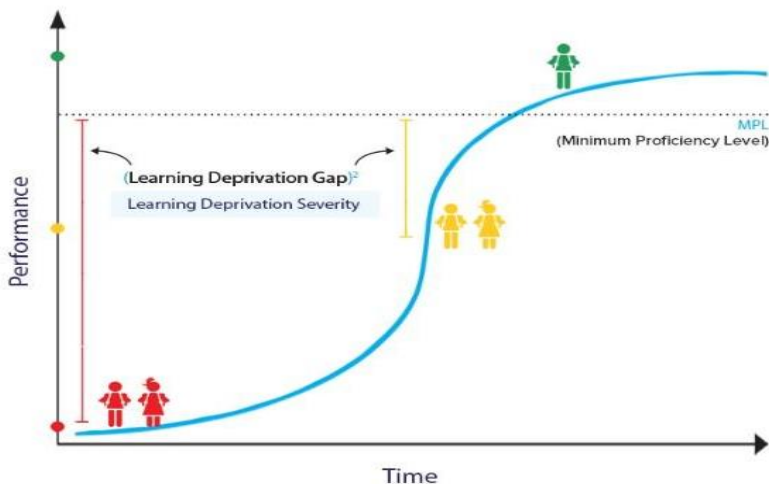 MPL
(Minimum Proficiency Level)
(Learning Deprivation Gap)²
Learning Deprivation Severity
Performance
Time